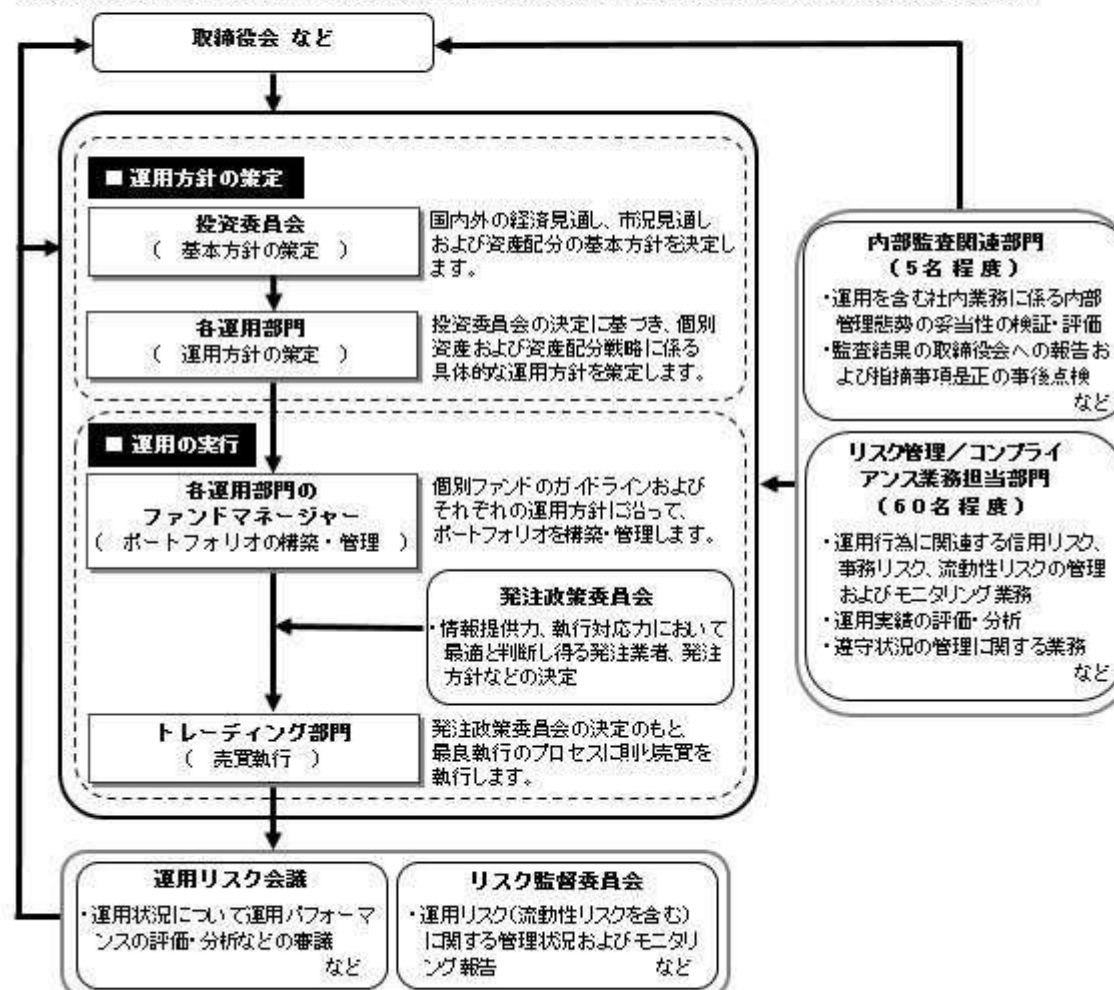 取締役会 など
■ 運用方針の策定
投資委員会
( 基本方針の策定 )
国内外の経済見通し、市況見通し
および資産配分の基本方針を決定し
ます。
各運用部門
( 運用方針の策定 )
投資委員会の決定に基づき、個別
資産および資産配分戦略に係る
具体的な運用方針を策定します。
■ 運用の実行
各運用部門の
ファンドマネージャー
( ポートフォリオの構築・管理 )
個別ファンドのガイドラインおよび
それぞれの運用方針に沿って、
ポートフォリオを構築・管理します。
発注政策委員会
・情報提供力、執行対応力において
最適と判断し得る発注業者、発注
方針などの決定
トレーディング部門
( 売買執行 )
発注政策委員会の決定のもと、
最良執行のプロセスに則り売買を
執行します。
運用リスク会議
・運用状況について運用パフォーマ
ンスの評価・分析などの審議
など
リスク監督委員会
・運用リスク(流動性リスクを含む)
に関する管理状況およびモニタリ
ング報告
など
内部監査関連部門
(5名程度)
・運用を含む社内業務に係る内部
管理態勢の妥当性の検証・評価
・監査結果の取締役会への報告お
よび指摘事項是正の事後点検
など
リスク管理/コンプライ
アンス業務担当部門
(60名程度)
・運用行為に関連する信用リスク、
事務リスク、流動性リスクの管理
およびモニタリング業務
・運用実績の評価・分析
・遵守状況の管理に関する業務
など